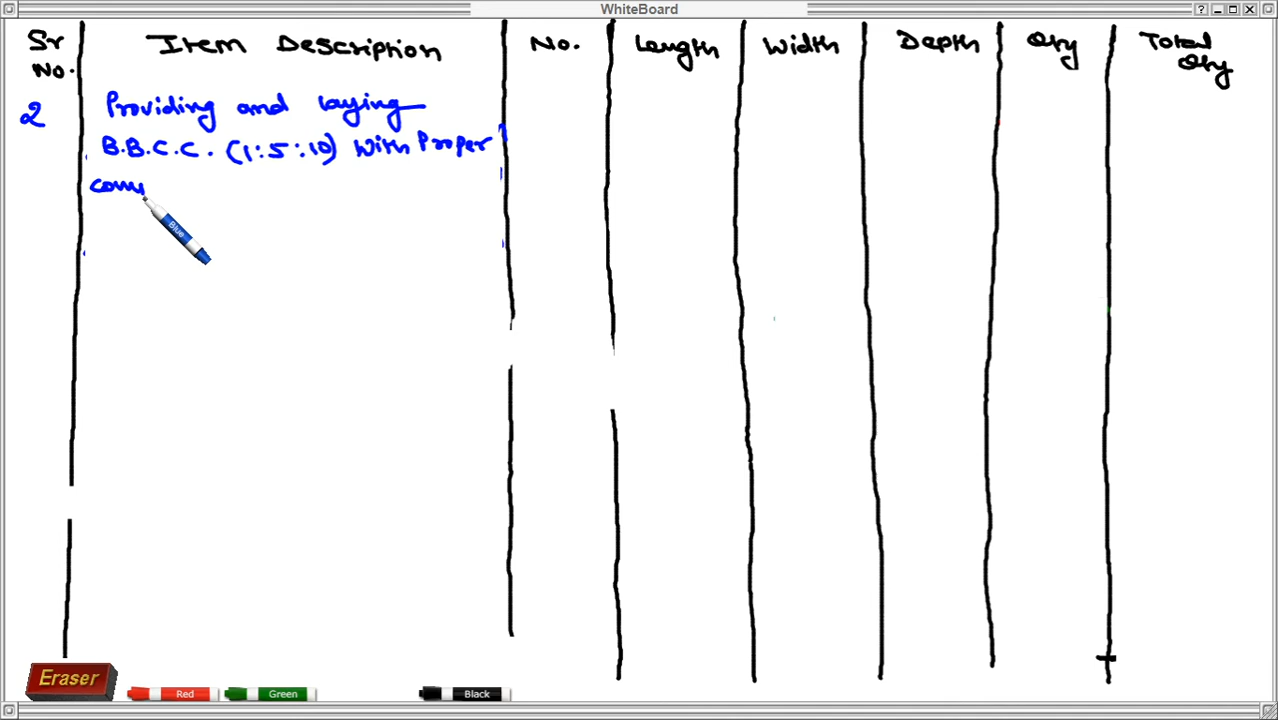 WhiteBoard
Sr No.
Item Description
No.
Length
Width
Depth
Qty
Total Qty
2
Providing and laying
B.B.C.C. (1:5:10) With Proper
com
Blue
Eraser
Red
Green
Black